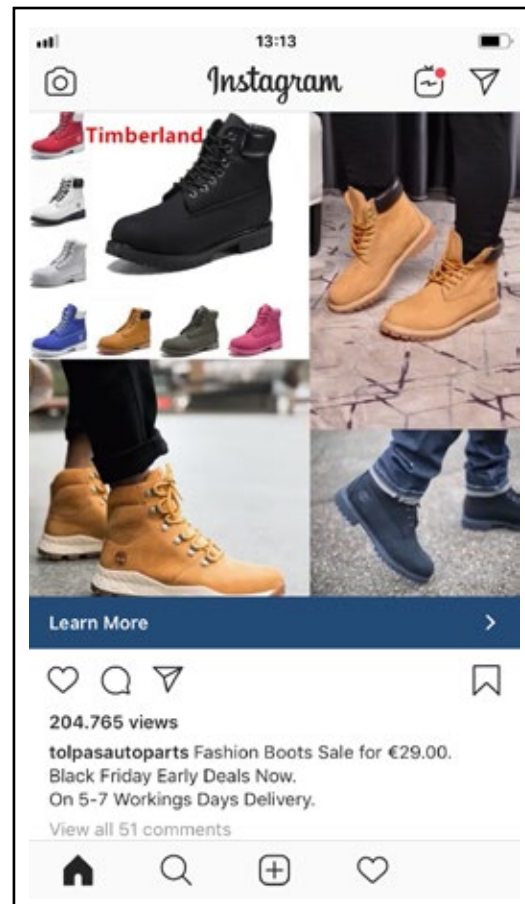 13:13
Instagram
Timberland
Learn More
204.765 views
tolpasautoparts Fashion Boots Sale for €29.00.
Black Friday Early Deals Now.
On 5-7 Workings Days Delivery.
View all 51 comments